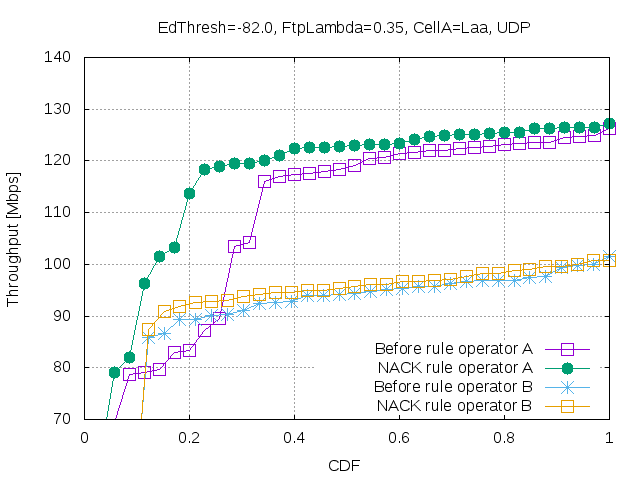 EdThresh=-82.0, FtpLambda=0.35, CellA=Laa, UDP
140
130
120
110
100
90
80
70
Throughput [Mbps]
Before rule operator A
NACK rule operator A
Before rule operator B
NACK rule operator B
0
0.2
0.4
0.6
0.8
1
CDF